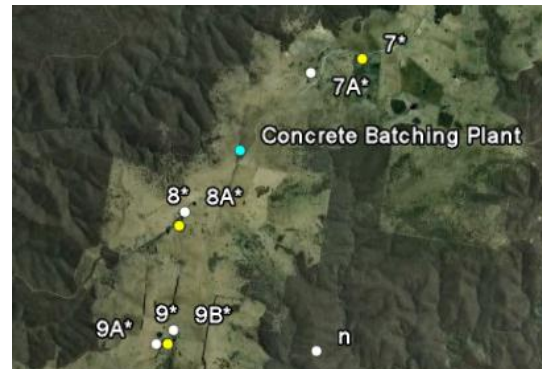 7*
7A*
Concrete Batching Plant
8* 8A*
9* 9B*
9A*
n